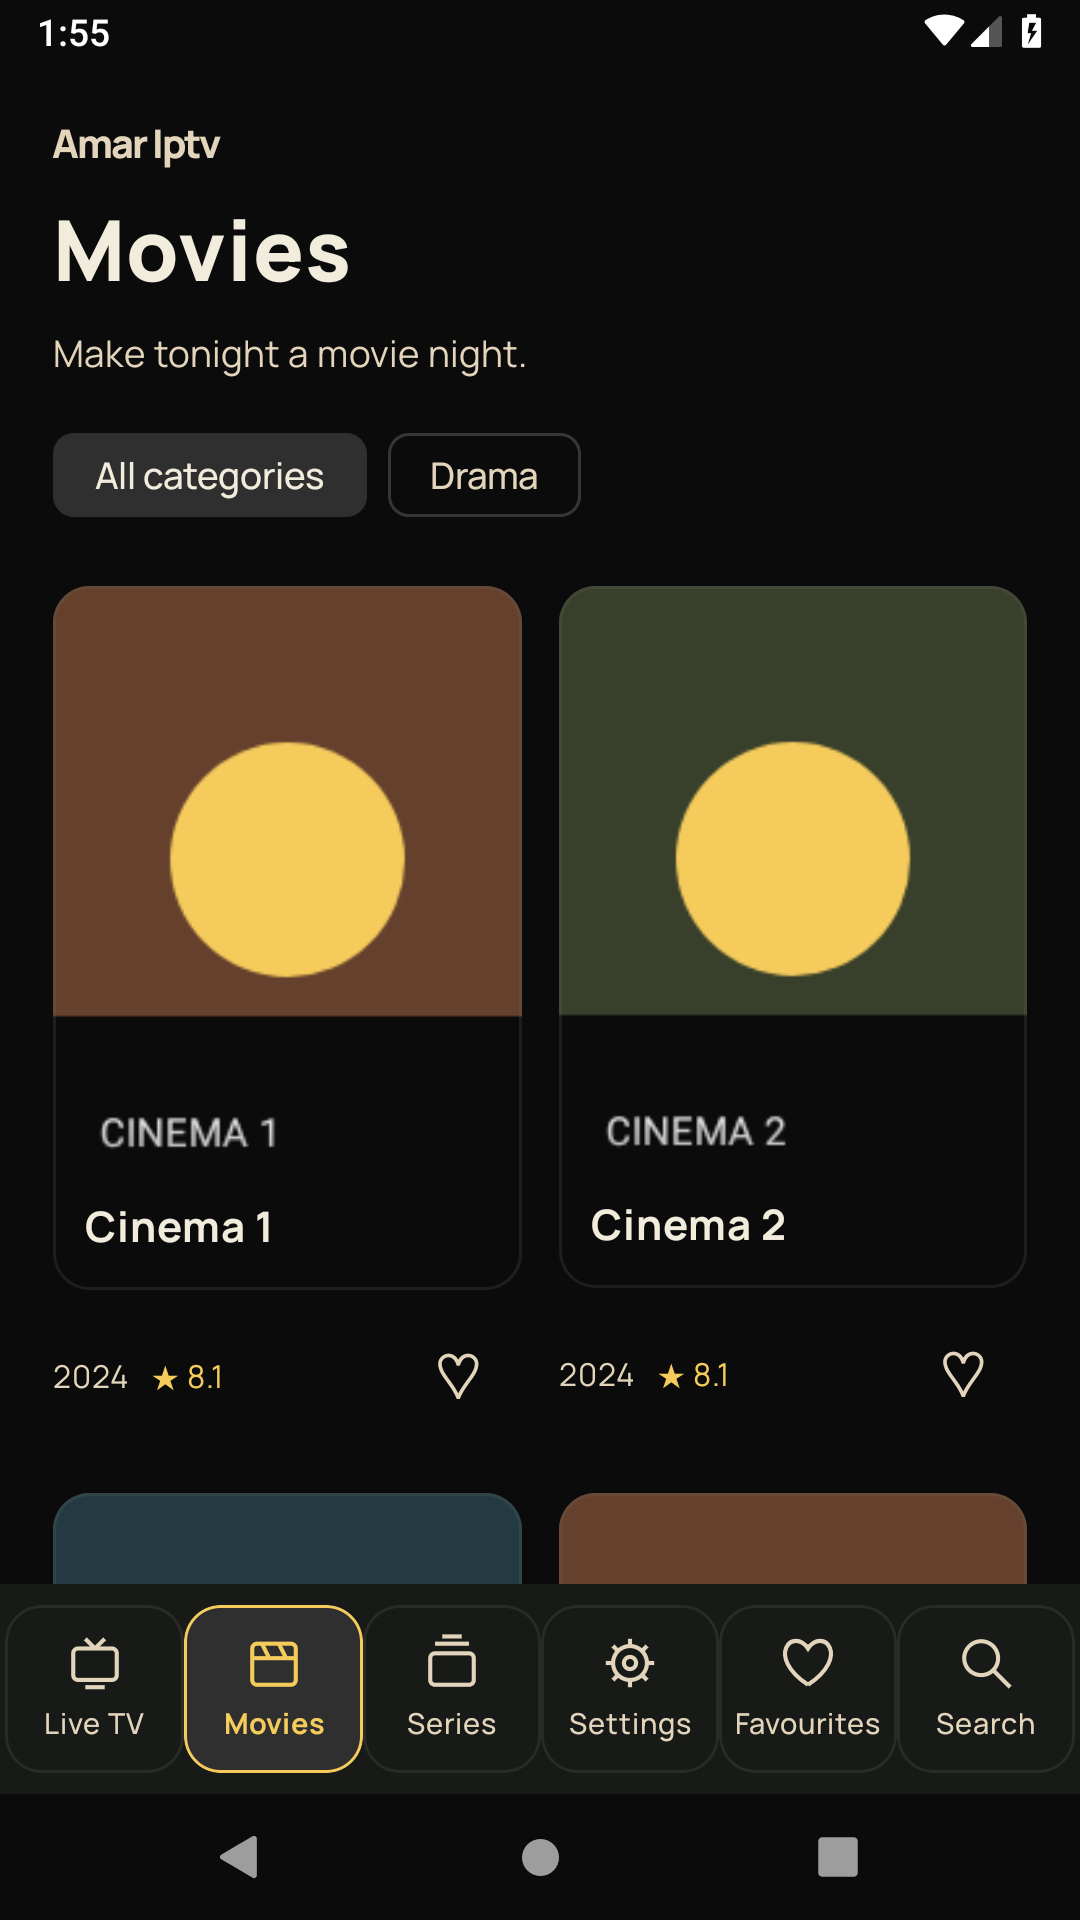 1:55
Amar Iptv
Movies
Make tonight a movie night.
All categories
Drama
CINEMA 1
CINEMA 2
Cinema 1
Cinema 2
2024 ★ 8.1
2024 ★ 8.1
Live TV
Movies
Series
Settings
Favourites
Search